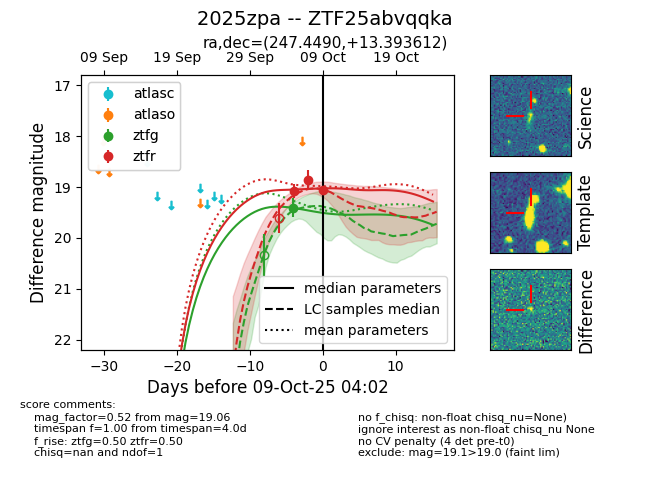 2025zpa -- ZTF25abvqqka
ra,dec=(247.4490,+13.393612)
09 Sep 19 Sep 29 Sep 09 Oct 19 Oct
17
18
19
20
21
22
Difference magnitude
atlasc
atlaso
ztfg
ztfr
median parameters
LC samples median
mean parameters
−30 −20 −10 0 10
Days before 09-Oct-25 04:02
Science
Template
Difference
score comments:
mag_factor=0.52 from mag=19.06
timespan f=1.00 from timespan=4.0d
f_rise: ztfg=0.50 ztfr=0.50
chisq=nan and ndof=1
no f_chisq: non-float chisq_nu=None)
ignore interest as non-float chisq_nu None
no CV penalty (4 det pre-t0)
exclude: mag=19.1>19.0 (faint lim)